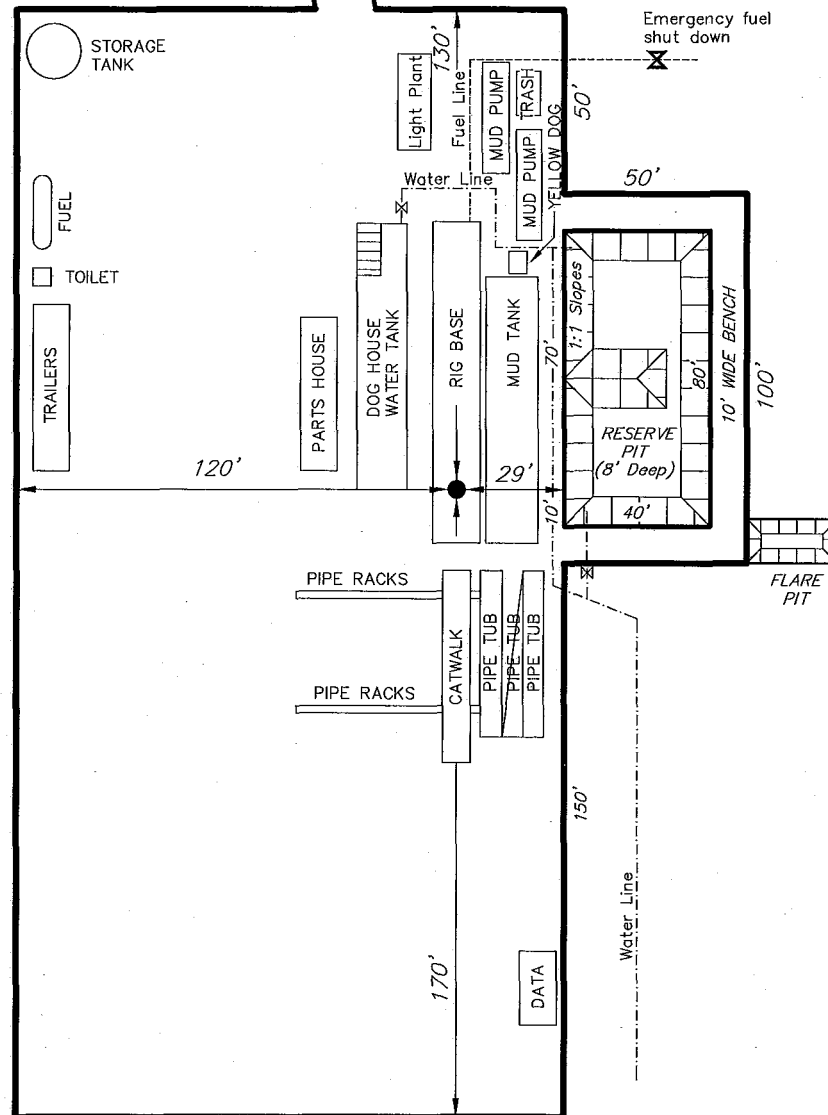 Emergency fuel
shut down
STORAGE
TANK
130'
Light Plant
Fuel Line
MUD PUMP
TRASH
50'
MUD PUMP
YELLOW DOG
Water Line
50'
FUEL
TOILET
TRAILERS
PARTS HOUSE
DOG HOUSE
WATER TANK
RIG BASE
MUD TANK
1:1 Slopes
70'
80'
10' WIDE BENCH
100'
RESERVE
PIT
(8' Deep)
120'
29'
10'
40'
FLARE
PIT
PIPE RACKS
CATWALK
PIPE TUB
PIPE TUB
PIPE TUB
PIPE RACKS
150'
Water Line
170'
DATA